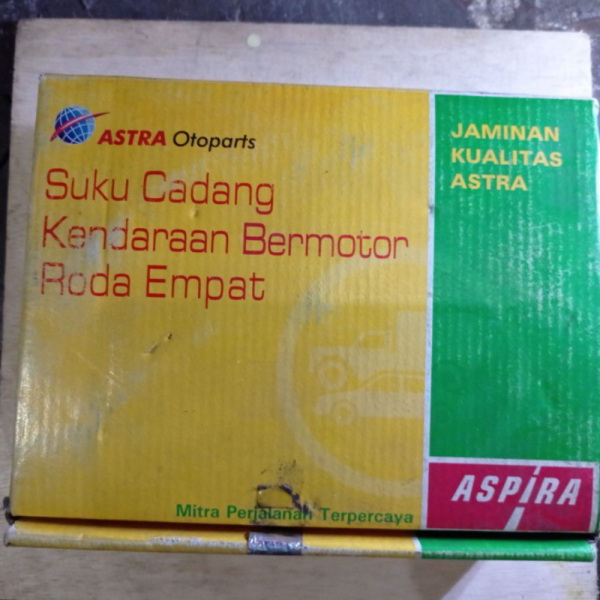 ASTRA Otoparts
Suku Cadang
Kendaraan Bermotor
Roda Empat
JAMINAN
KUALITAS
ASTRA
ASPIRA
Mitra Perjalanan Terpercaya